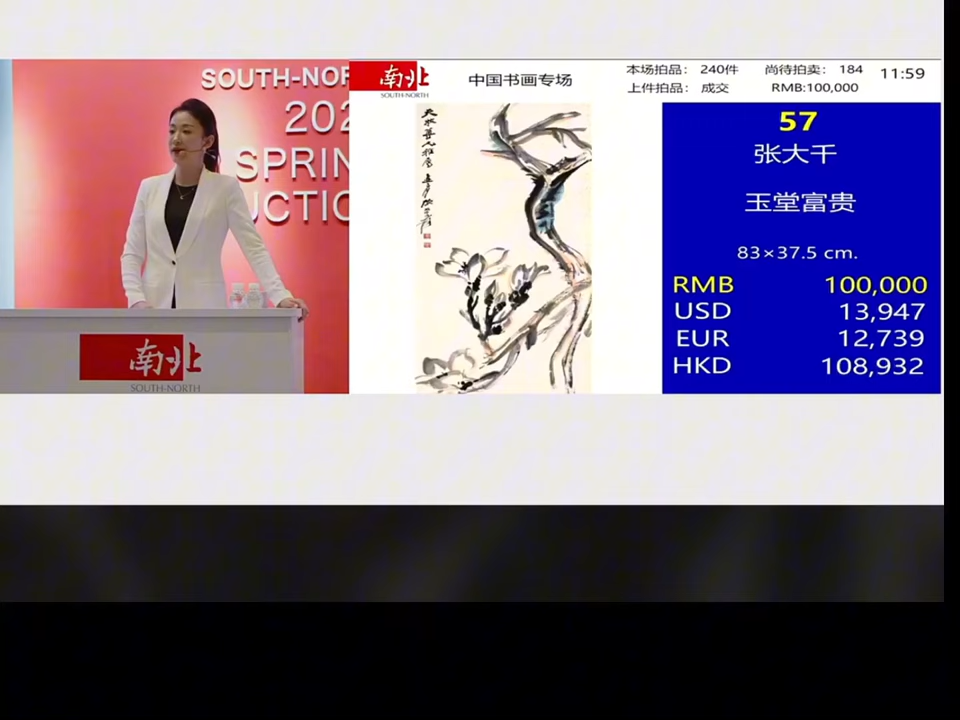 SOUTH-NOR
202
SPRIN
UCTIO
南北
SOUTH-NORTH
南北
SOUTH-NORTH
中国书画专场
本场拍品: 240件 尚待拍卖: 184 11:59
上件拍品: 成交 RMB:100,000
57
张大千
玉堂富贵
83×37.5 cm.
RMB 100,000
USD 13,947
EUR 12,739
HKD 108,932